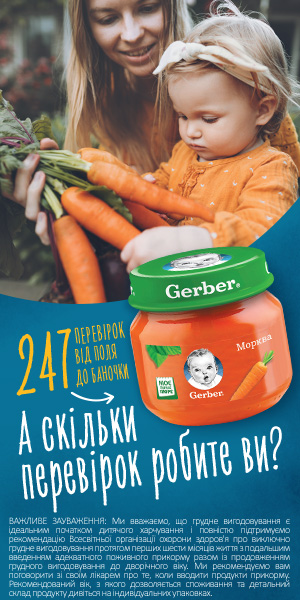 Gerber®
Морква
МОЄ
ПЕРШЕ
ПЮРЕ
Gerber®
247 ПЕРЕВІРОК
ВІД ПОЛЯ
ДО БАНОЧКИ
А скільки
перевірок робите ви?
ВАЖЛИВЕ ЗАУВАЖЕННЯ: Ми вважаємо, що грудне вигодовування є
ідеальним початком дитячого харчування і повністю підтримуємо
рекомендацію Всесвітньої організації охорони здоров'я про виключно
грудне вигодовування протягом перших шести місяців життя з подальшим
введенням адекватного поживного прикорму разом із продовженням
грудного вигодовування до дворічного віку. Ми рекомендуємо вам
поговорити зі своїм лікарем про те, коли вводити продукти прикорму.
Рекомендований вік, з якого дозволяється споживання та детальний
склад продукту дивіться на індивідуальних упаковках.